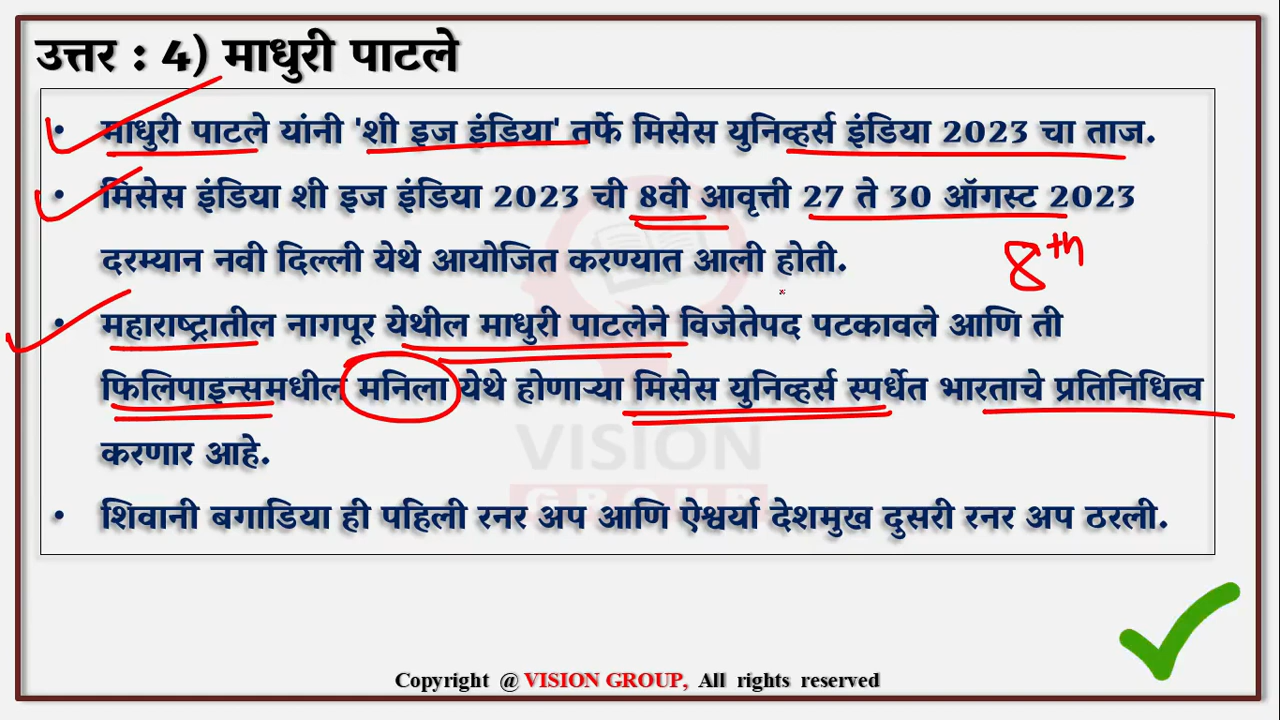 उत्तर : 4) माधुरी पाटले
• माधुरी पाटले यांनी 'शी इज इंडिया' तर्फे मिसेस युनिव्हर्स इंडिया 2023 चा ताज.
• मिसेस इंडिया शी इज इंडिया 2023 ची 8वी आवृत्ती 27 ते 30 ऑगस्ट 2023
दरम्यान नवी दिल्ली येथे आयोजित करण्यात आली होती.
8th
• महाराष्ट्रातील नागपूर येथील माधुरी पाटलेने विजेतेपद पटकावले आणि ती
फिलिपाइन्समधील मनिला येथे होणाऱ्या मिसेस युनिव्हर्स स्पर्धेत भारताचे प्रतिनिधित्व
करणार आहे.
VISION
GROUP
• शिवानी बगाडिया ही पहिली रनर अप आणि ऐश्वर्या देशमुख दुसरी रनर अप ठरली.
Copyright @ VISION GROUP, All rights reserved